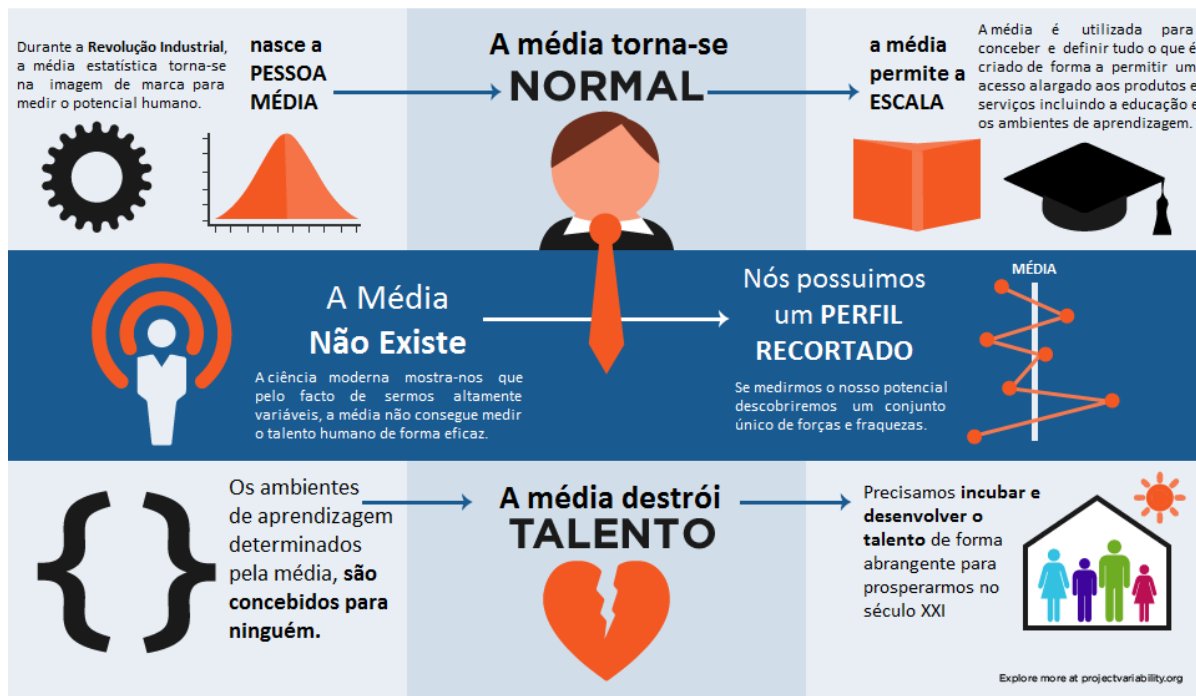 Durante a Revolução Industrial,
a média estatística torna-se
na imagem de marca para
medir o potencial humano.
nasce a
PESSOA
MÉDIA
A média torna-se
NORMAL
a média
permite a
ESCALA
A média é utilizada para
conceber e definir tudo o que é
criado de forma a permitir um
acesso alargado aos produtos e
serviços incluindo a educação e
os ambientes de aprendizagem.
A Média
Não Existe
A ciência moderna mostra-nos que
pelo facto de sermos altamente
variáveis, a média não consegue medir
o talento humano de forma eficaz.
Nós possuimos
um PERFIL
RECORTADO
Se medirmos o nosso potencial
descobriremos um conjunto
único de forças e fraquezas.
MÉDIA
Os ambientes
de aprendizagem
determinados
pela média, são
concebidos para
ninguém.
A média destrói
TALENTO
Precisamos incubar e
desenvolver o
talento de forma
abrangente para
prosperarmos no
século XXI
Explore more at projectvariability.org